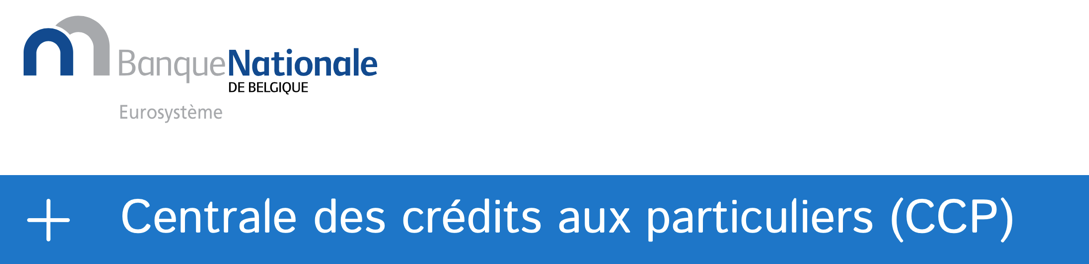 BanqueNationale
DE BELGIQUE
Eurosystème
Centrale des crédits aux particuliers (CCP)